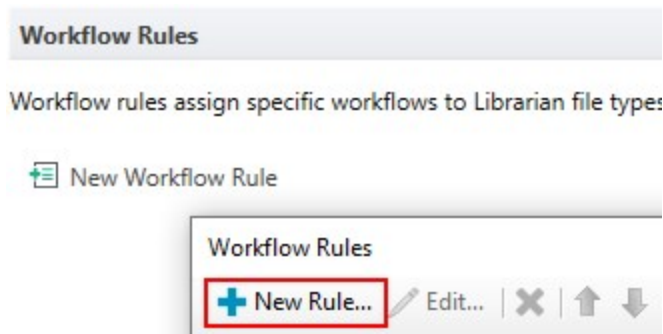 Workflow Rules
Workflow rules assign specific workflows to Librarian file types
New Workflow Rule
Workflow Rules
New Rule... Edit...